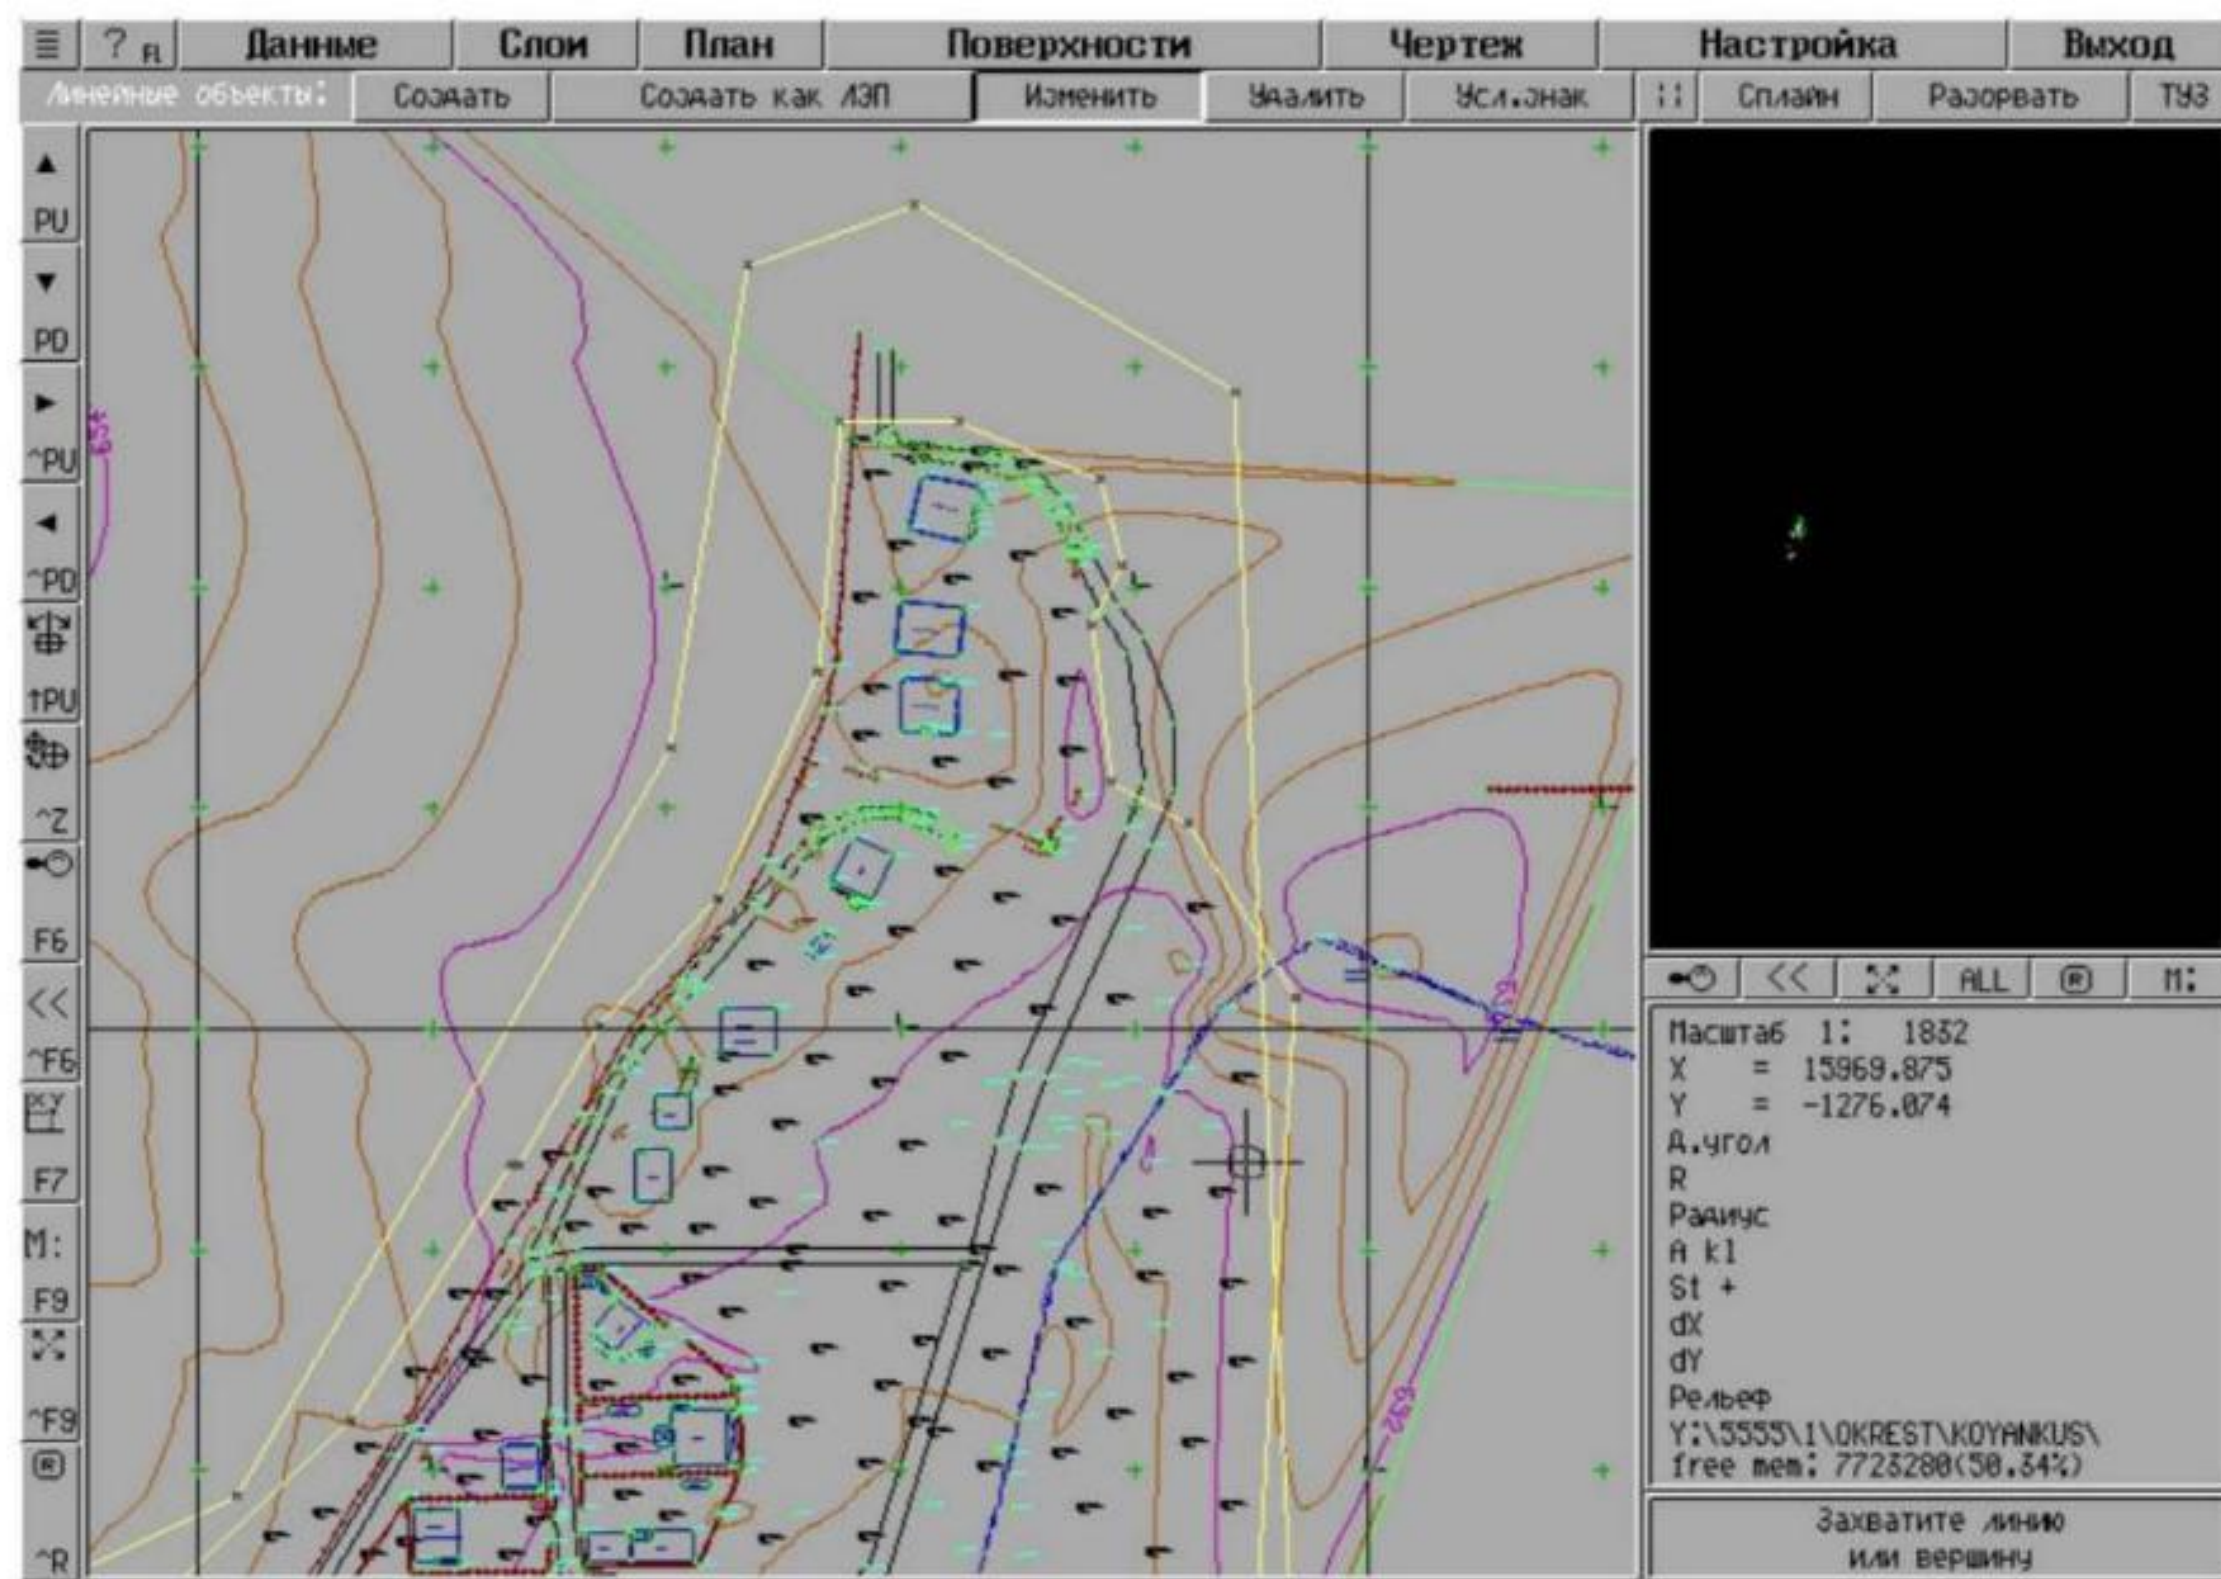 ? F1 Данные Слои План Поверхности Чертеж Настройка Выход
Линейные объекты: Создать Создать как ЛЭП Изменить Удалить Усл.знак Сплайн Разорвать ТУЗ
PU
PD
^PU
^PD
↑PU
^Z
F6
<<
^F6
F7
M:
F9
^F9
R
^R
632
<< ALL R M:
Масштаб 1: 1832
X = 15969.875
Y = -1276.074
Д.угол
R
Радиус
A kl
St +
dX
dY
Рельеф
Y:\5555\1\OKREST\KOYANKUS\
free mem: 7723280(50.34%)
Захватите линию
или вершину